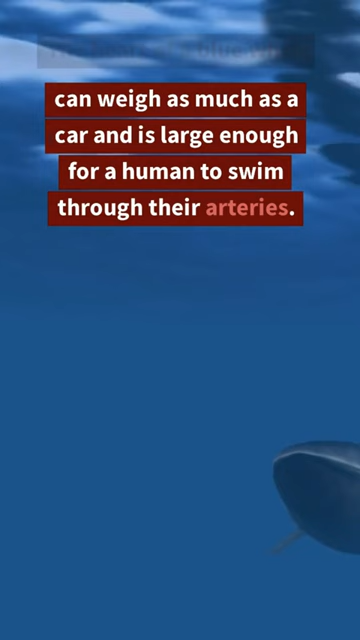 can weigh as much as a
car and is large enough
for a human to swim
through their arteries.